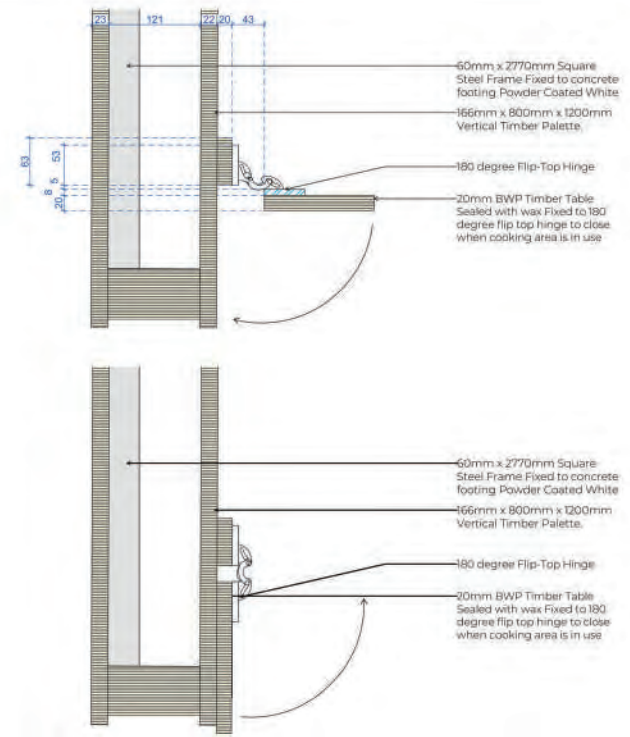 23 121 22 20 43
60mm x 2770mm Square
Steel Frame Fixed to concrete
footing Powder Coated White
166mm x 800mm x 1200mm
Vertical Timber Palette.
63 53
180 degree Flip-Top Hinge
8 5
20
20mm BWP Timber Table
Sealed with wax Fixed to 180
degree flip top hinge to close
when cooking area is in use
60mm x 2770mm Square
Steel Frame Fixed to concrete
footing Powder Coated White
166mm x 800mm x 1200mm
Vertical Timber Palette.
180 degree Flip-Top Hinge
20mm BWP Timber Table
Sealed with wax Fixed to 180
degree flip top hinge to close
when cooking area is in use